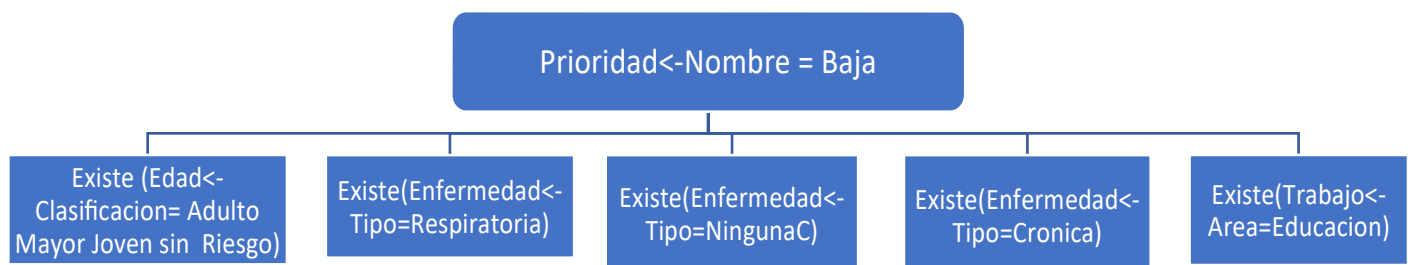 Prioridad<-Nombre = Baja
Existe (Edad<-
Clasificacion= Adulto
Mayor Joven sin  Riesgo)
Existe(Enfermedad<-
Tipo=Respiratoria)
Existe(Enfermedad<-
Tipo=NingunaC)
Existe(Enfermedad<-
Tipo=Cronica)
Existe(Trabajo<-
Area=Educacion)